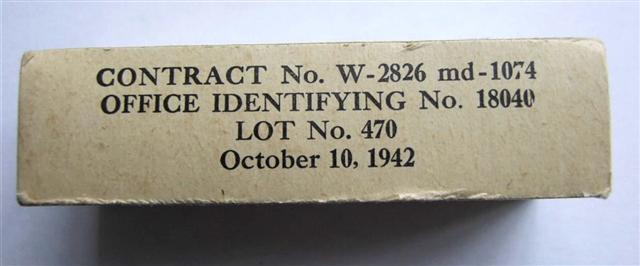 CONTRACT No. W-2826 md-1074
OFFICE IDENTIFYING No. 18040
LOT No. 470
October 10, 1942